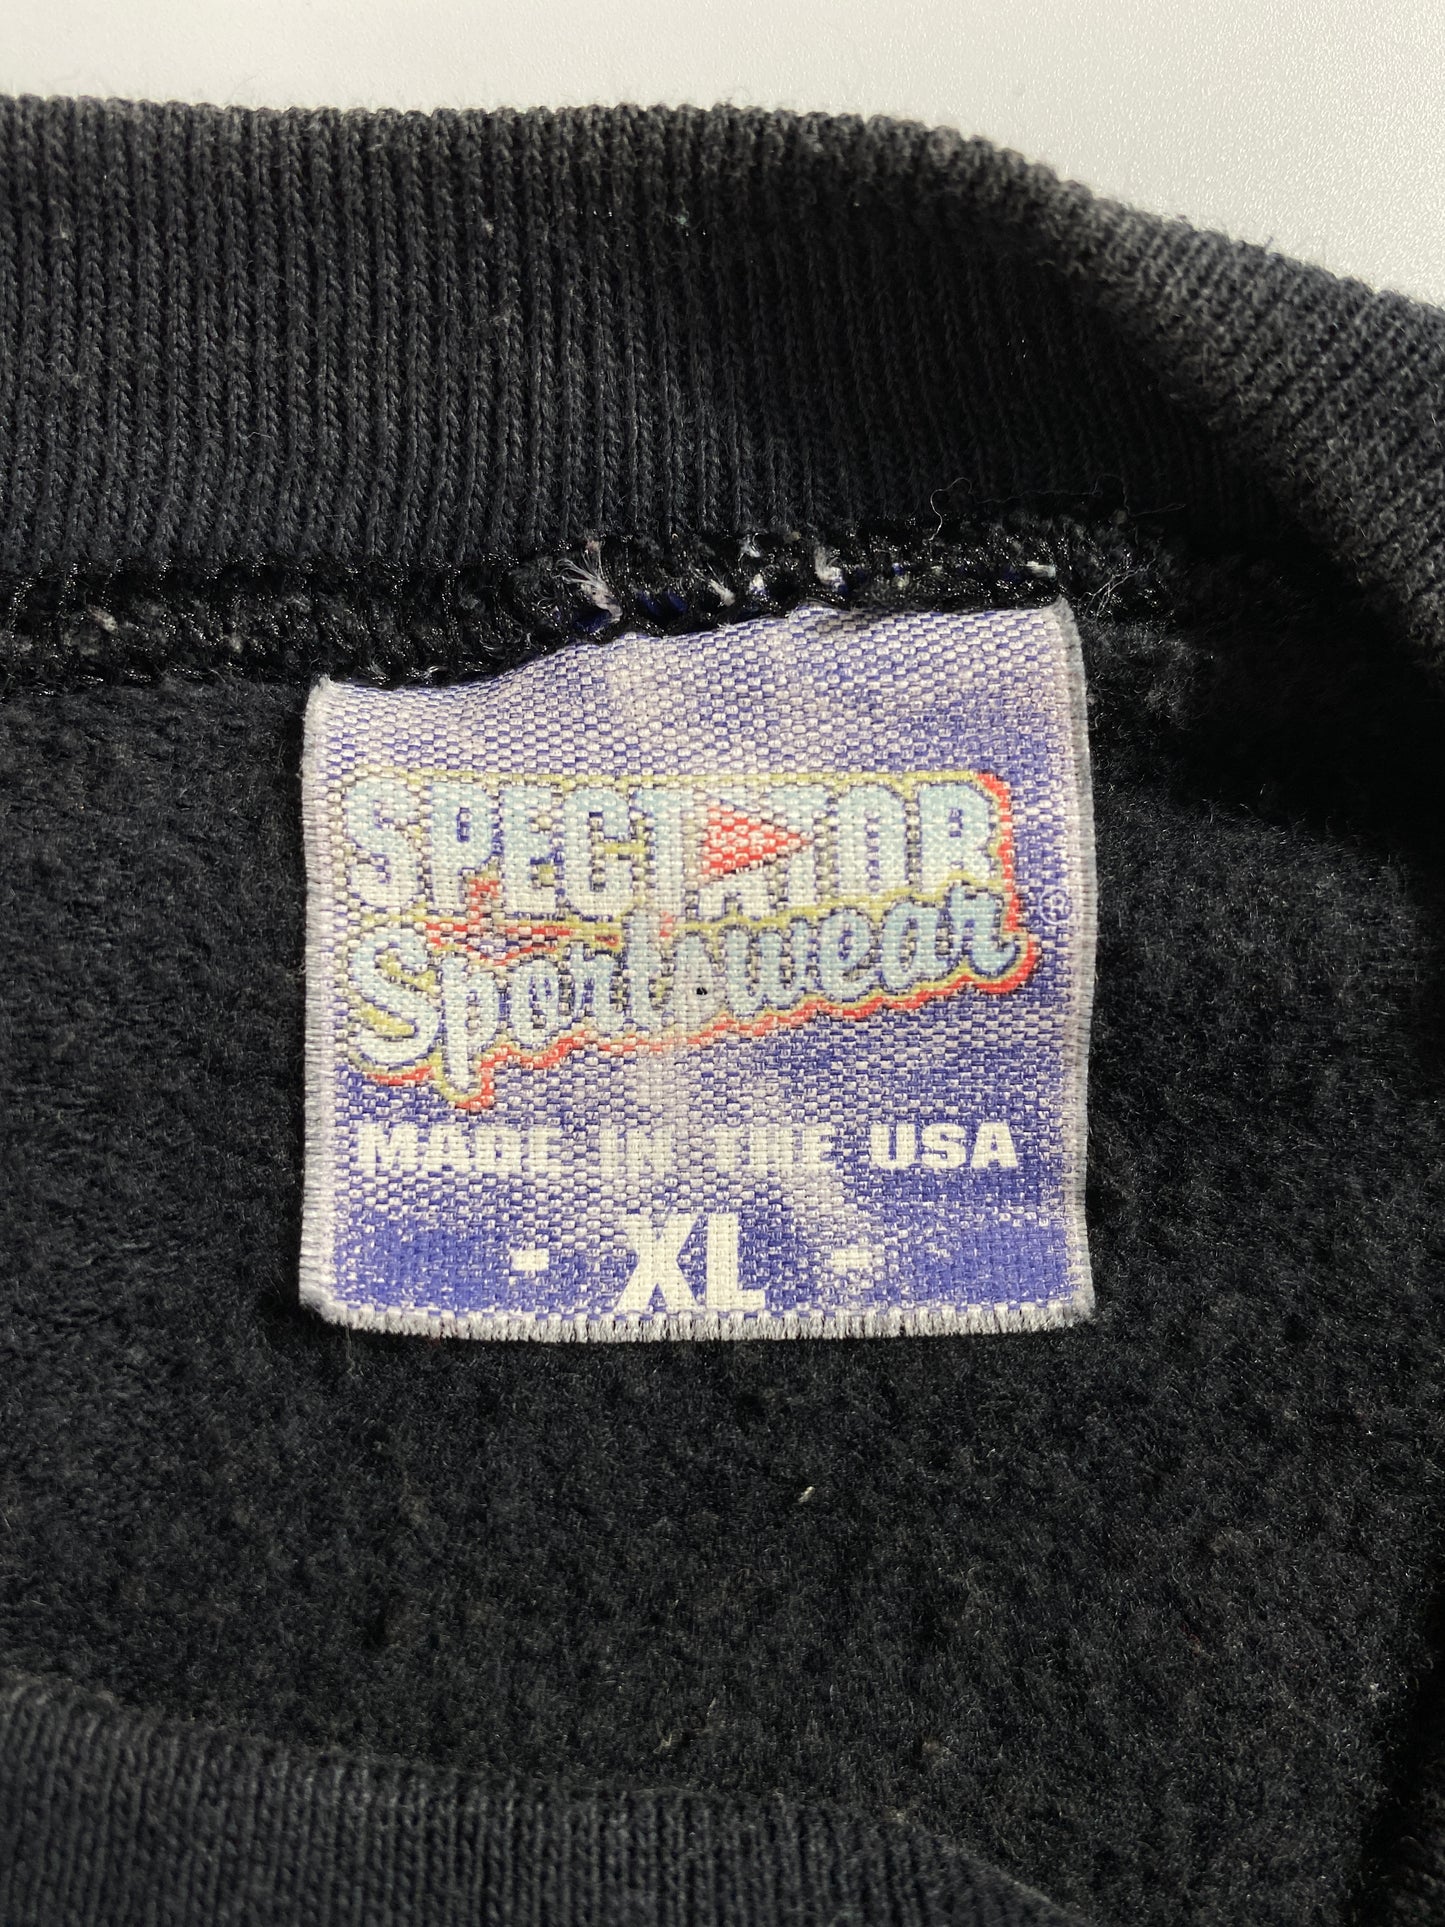 SPECTATOR
Sportswear ®
MADE IN THE USA
- XL -